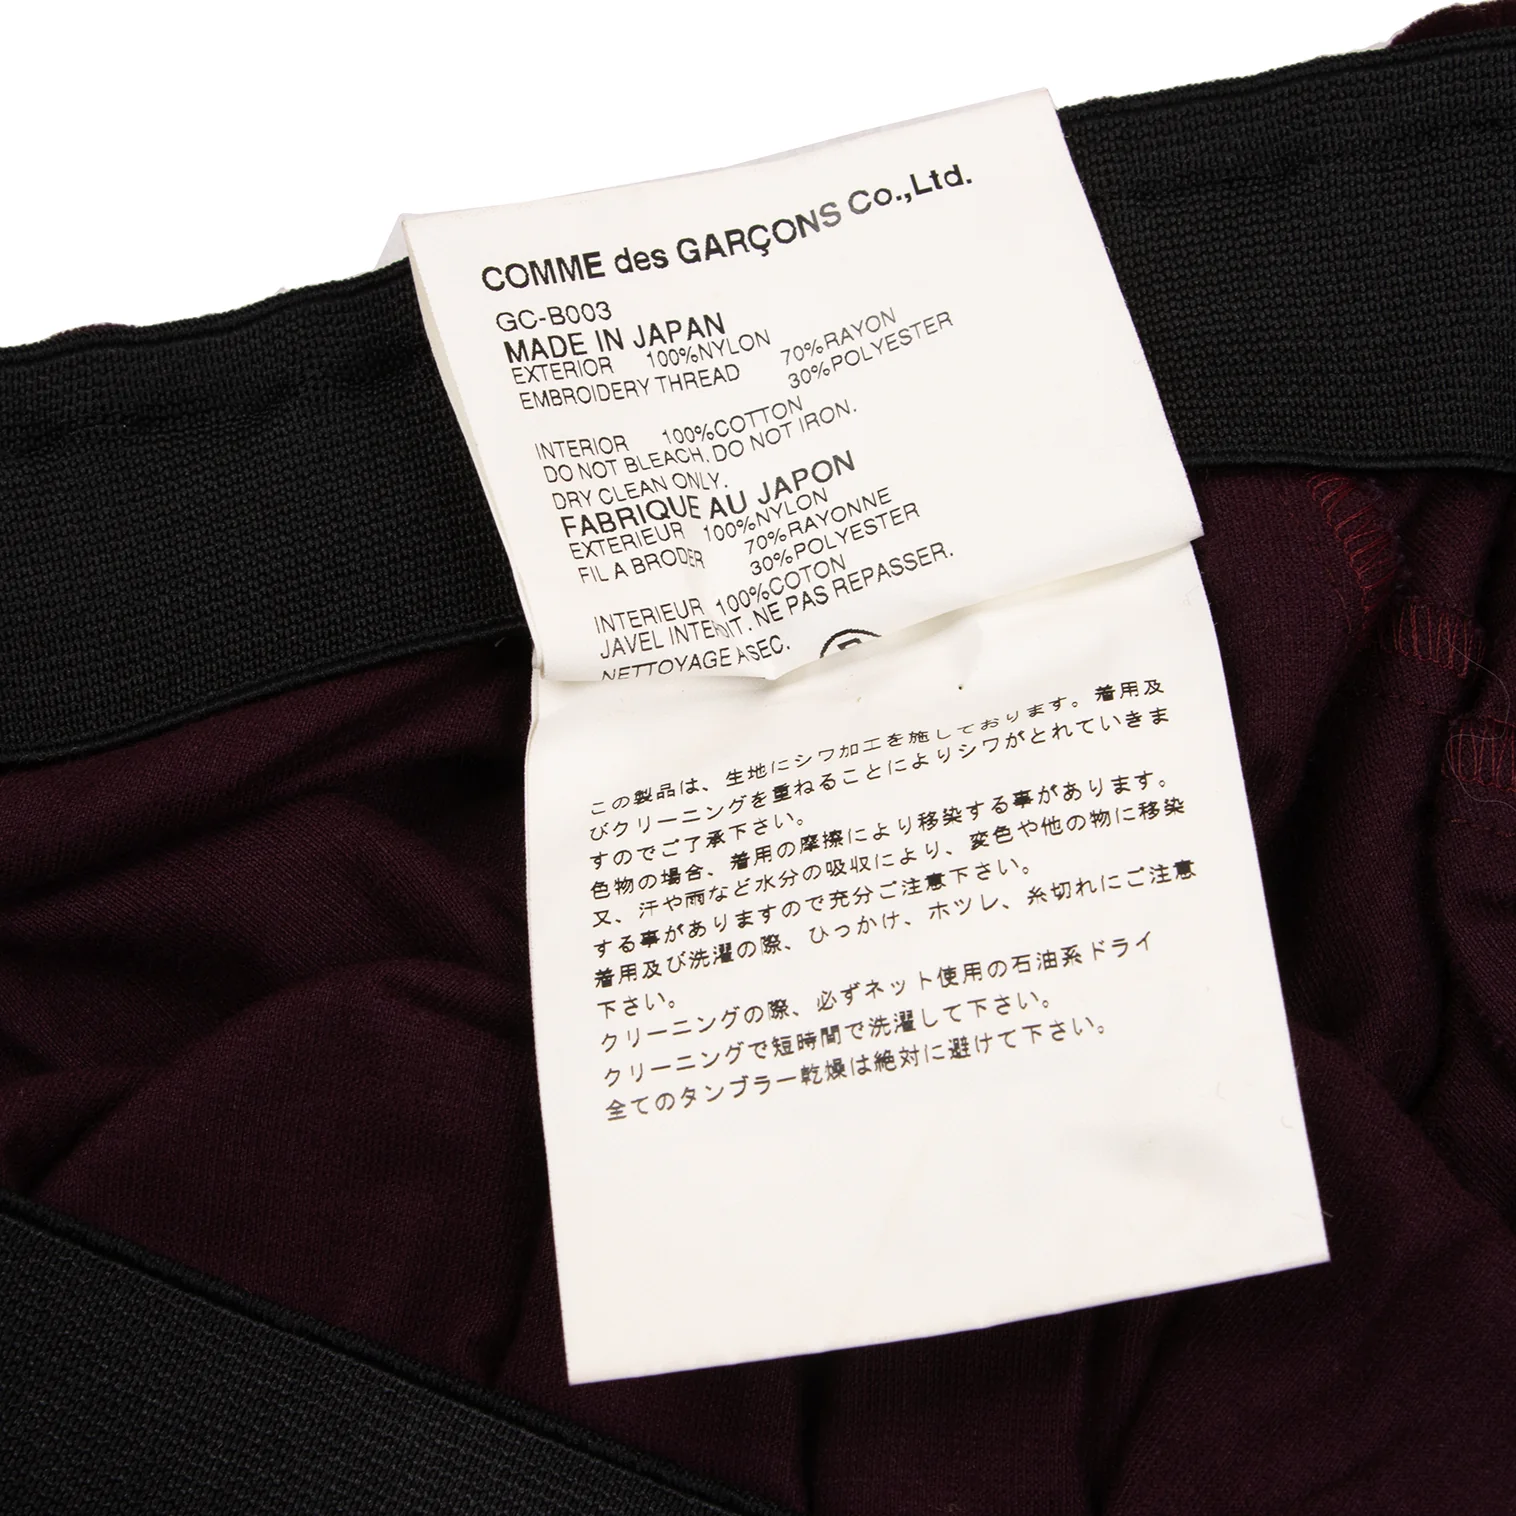 COMME des GARÇONS Co.,Ltd.
GC-B003
MADE IN JAPAN
EXTERIOR 100%NYLON
EMBROIDERY THREAD 70%RAYON
30%POLYESTER
INTERIOR 100%COTTON
DO NOT BLEACH. DO NOT IRON.
DRY CLEAN ONLY.
FABRIQUE AU JAPON
EXTERIEUR 100%NYLON
FIL A BRODER 70%RAYONNE
30%POLYESTER
INTERIEUR 100%COTON
JAVEL INTERDIT. NE PAS REPASSER.
NETTOYAGE ASEC.
この製品は、生地にシワ加工を施しております。着用及
びクリーニングを重ねることによりシワがとれていきま
すのでご了承下さい。
色物の場合、着用の摩擦により移染する事があります。
又、汗や雨など水分の吸収により、変色や他の物に移染
する事がありますので充分ご注意下さい。
着用及び洗濯の際、ひっかけ、ホツレ、糸切れにご注意
下さい。
クリーニングの際、必ずネット使用の石油系ドライ
クリーニングで短時間で洗濯して下さい。
全てのタンブラー乾燥は絶対に避けて下さい。